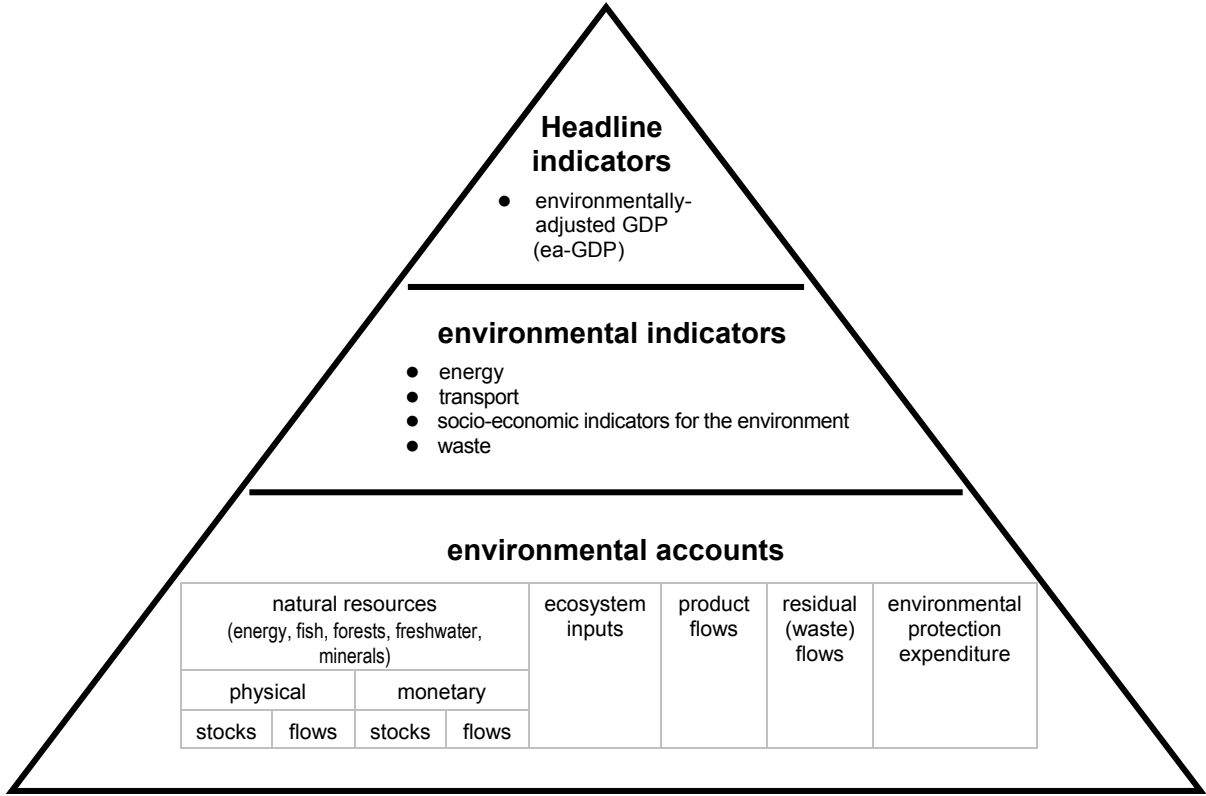 Headline
indicators
● environmentally-
adjusted GDP
(ea-GDP)
environmental indicators
● energy
● transport
● socio-economic indicators for the environment
● waste
environmental accounts
natural resources
(energy, fish, forests, freshwater,
minerals)
physical
monetary
stocks
flows
stocks
flows
ecosystem
inputs
product
flows
residual
(waste)
flows
environmental
protection
expenditure